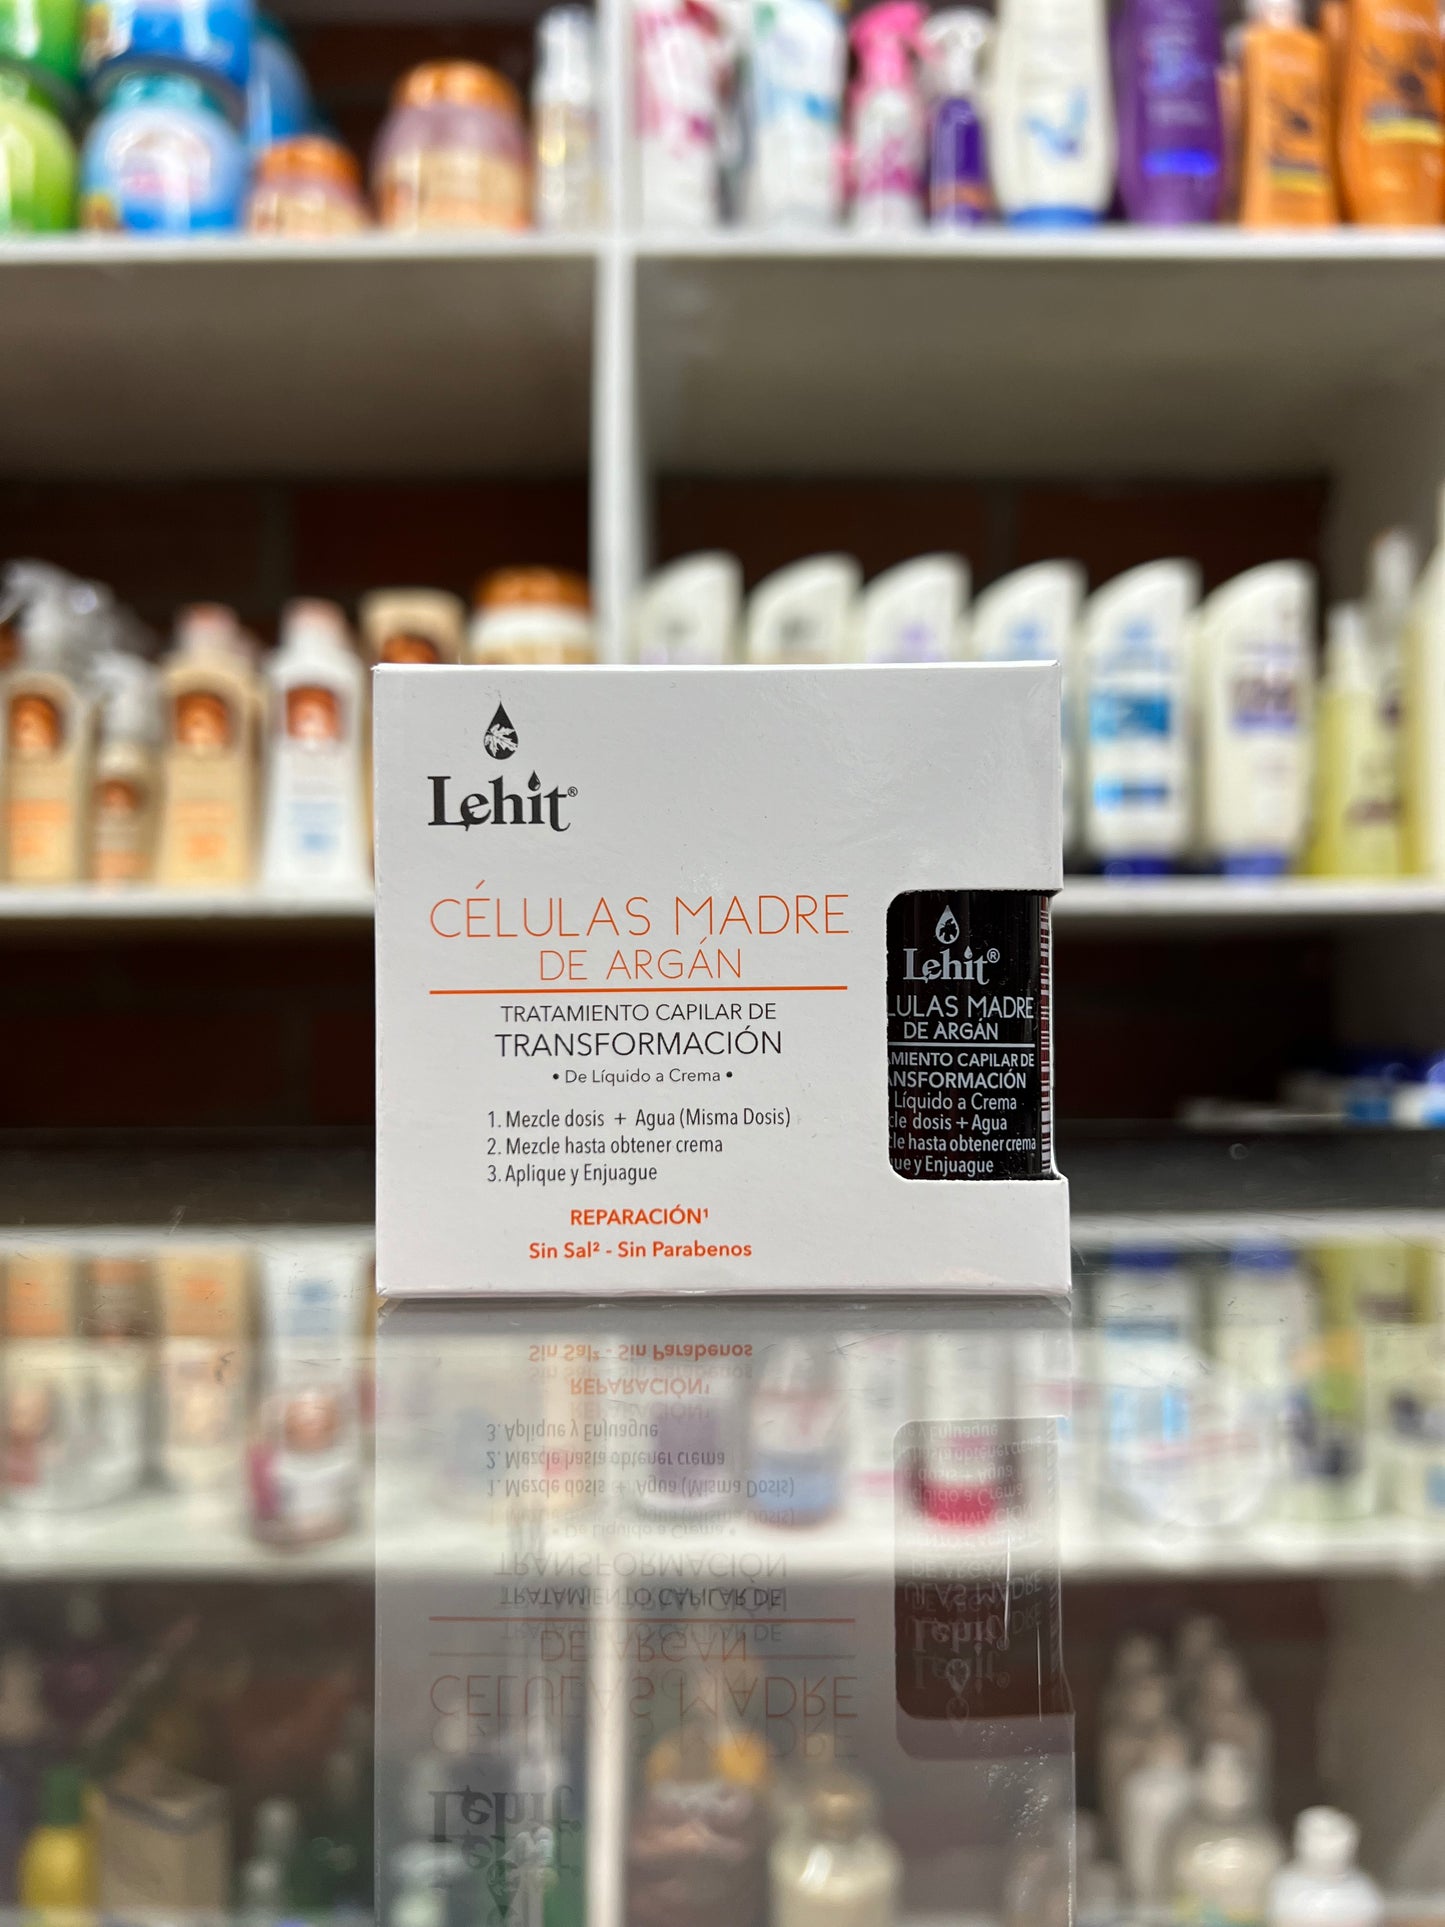 Lehit®
CÉLULAS MADRE
DE ARGÁN
TRATAMIENTO CAPILAR DE
TRANSFORMACIÓN
• De Líquido a Crema •
1. Mezcle dosis + Agua (Misma Dosis)
2. Mezcle hasta obtener crema
3. Aplique y Enjuague
REPARACIÓN¹
Sin Sal² - Sin Parabenos
Lehit®
LULAS MADRE
DE ARGÁN
AMIENTO CAPILAR DE
ANSFORMACIÓN
Líquido a Crema
cle dosis + Agua
cle hasta obtener crema
que y Enjuague